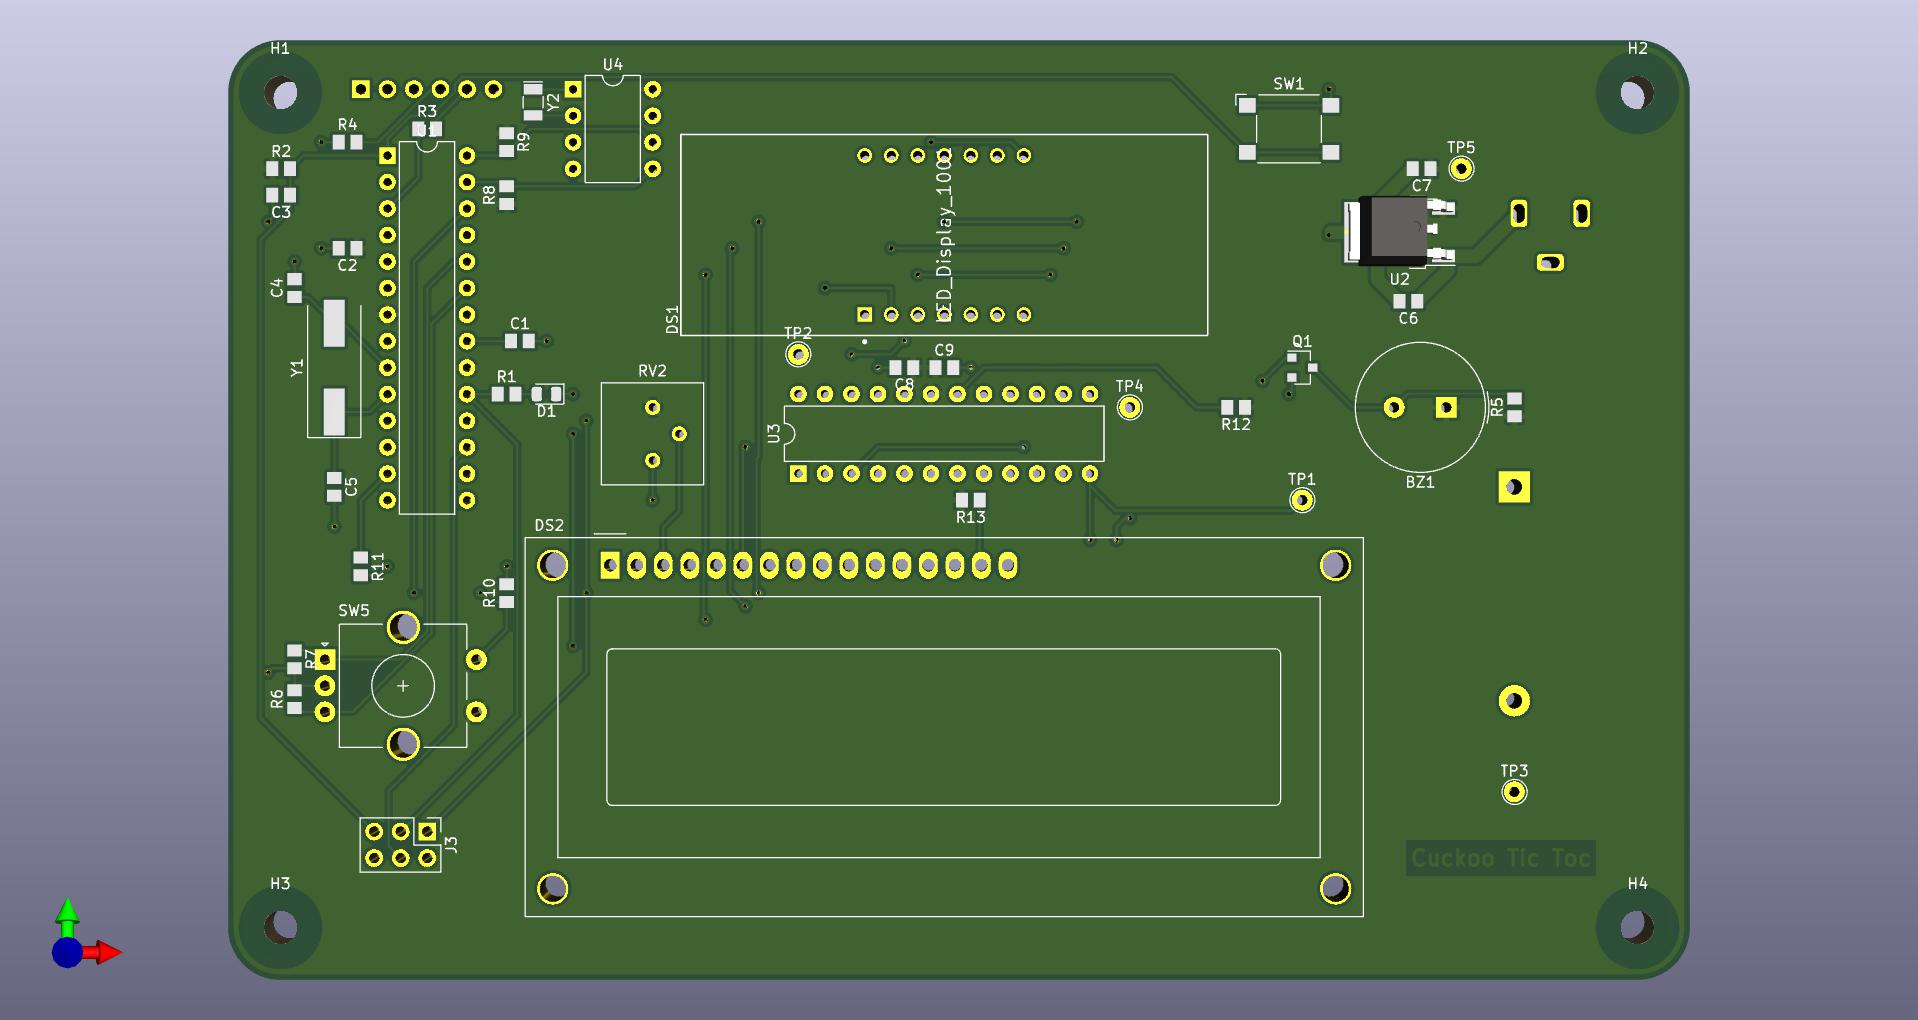 H1
H2
U4
SW1
Y2
R3
R4
U1
R9
R2
TP5
C7
R8
C3
LED_Display_10CC
C2
U2
C4
C6
DS1
C1
TP2
Q1
C9
Y1
RV2
R1
C8
TP4
D1
R5
R12
U3
BZ1
C5
TP1
R13
DS2
R11
R10
SW5
R7
R6
TP3
J3
Cuckoo Tic Toc
H3
H4